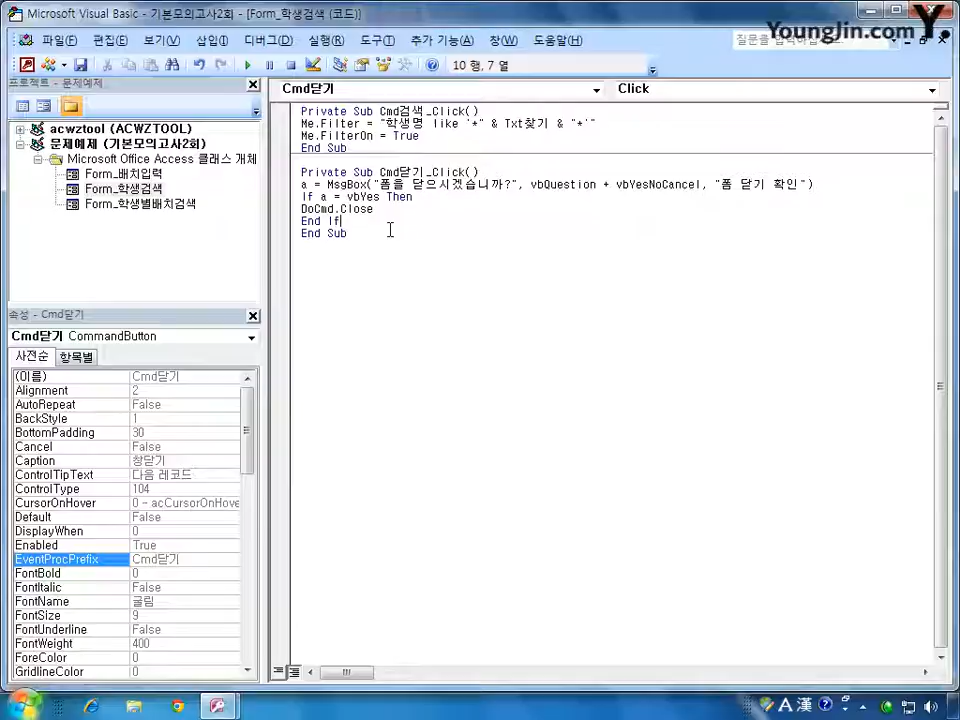 Microsoft Visual Basic - 기본모의고사2회 - [Form_학생검색 (코드)]
YoungJin.com Y.
파일(F) 편집(E) 보기(V) 삽입(I) 디버그(D) 실행(R) 도구(T) 추가 기능(A) 창(W) 도움말(H)
10 행, 7 열
프로젝트 - 문제예제
acwztool (ACWZTOOL)
문제예제 (기본모의고사2회)
Microsoft Office Access 클래스 개체
Form_배치입력
Form_학생검색
Form_학생별배치검색
Cmd닫기 Click
Private Sub Cmd검색_Click()
Me.Filter = "학생명 like '*" & Txt찾기 & "*'"
Me.FilterOn = True
End Sub
Private Sub Cmd닫기_Click()
a = MsgBox("폼을 닫으시겠습니까?", vbQuestion + vbYesNoCancel, "폼 닫기 확인")
If a = vbYes Then
DoCmd.Close
End If
End Sub
속성 - Cmd닫기
Cmd닫기 CommandButton
사전순 항목별
(이름) Cmd닫기
Alignment 2
AutoRepeat False
BackStyle 1
BottomPadding 30
Cancel False
Caption 창닫기
ControlTipText 다음 레코드
ControlType 104
CursorOnHover 0 - acCursorOnHove
Default False
DisplayWhen 0
Enabled True
EventProcPrefix Cmd닫기
FontBold 0
FontItalic False
FontName 굴림
FontSize 9
FontUnderline False
FontWeight 400
ForeColor 0
GridlineColor 0
A 漢